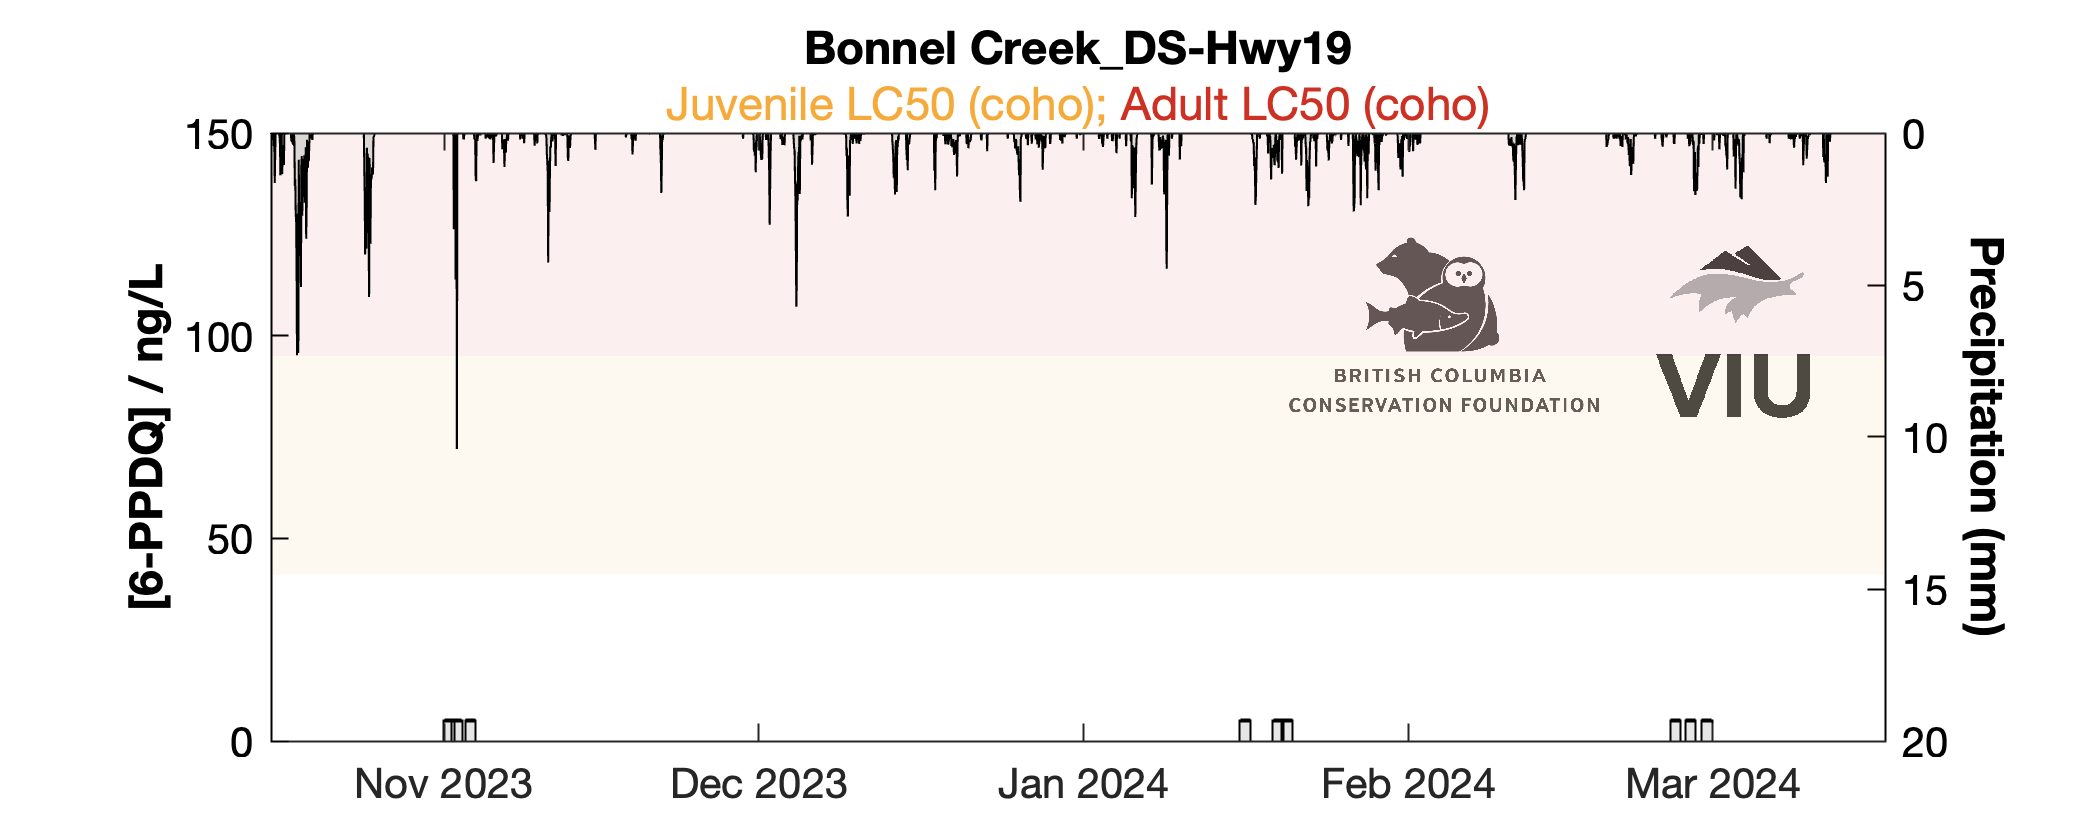 Bonnel Creek_DS-Hwy19
Juvenile LC50 (coho); Adult LC50 (coho)
[6-PPDQ] / ng/L
150
100
50
0
Nov 2023
Dec 2023
Jan 2024
Feb 2024
Mar 2024
0
5
10
15
20
Precipitation (mm)
BRITISH COLUMBIA
CONSERVATION FOUNDATION
VIU